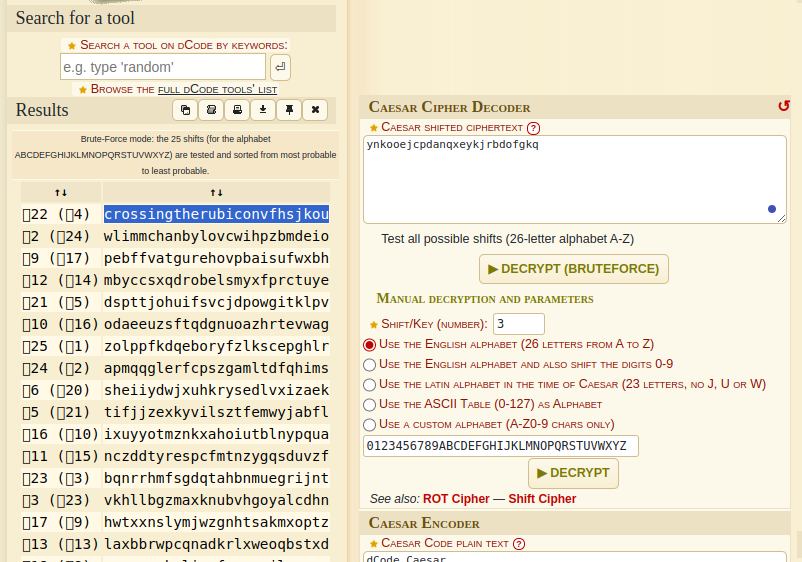 Search for a tool
★ Search a tool on dCode by keywords:
e.g. type 'random'
★ Browse the full dCode tools' list
Results
Brute-Force mode: the 25 shifts (for the alphabet
ABCDEFGHIJKLMNOPQRSTUVWXYZ) are tested and sorted from most probable
to least probable.
↑↓ ↑↓
22 (4) crossingtherubiconvfhsjkou
2 (24) wlimmchanbylovcwihpzbmdeio
9 (17) pebffvatgurehovpbaisufwxbh
12 (14) mbyccsxqdrobelsmyxfprctuye
21 (5) dspttjohuifsvcjdpowgitklpv
10 (16) odaeeuzsftqdgnuoazhrtevwag
25 (1) zolppfkdqeboryfzlkscepghlr
24 (2) apmqqglerfcpszgamltdfqhims
6 (20) sheiiydwjxuhkrysedlvxizaek
5 (21) tifjjzexkyvilsztfemwyjabfl
16 (10) ixuyyotmznkxahoiutblnypqua
11 (15) nczddtyrespcfmtnzygqsduvzf
23 (3) bqnrrhmfsgdqtahbnmuegrijnt
3 (23) vkhllbgzmaxknubvhgoyalcdhn
17 (9) hwtxxnslymjwzgnhtsakmxoptz
13 (13) laxbbrwpcqnadkrlxweoqbstxd
Caesar Cipher Decoder
★ Caesar shifted ciphertext ?
ynkooejcpdanqxeykjrbdofgkq
Test all possible shifts (26-letter alphabet A-Z)
▶ DECRYPT (BRUTEFORCE)
Manual decryption and parameters
★ Shift/Key (number): 3
Use the English alphabet (26 letters from A to Z)
Use the English alphabet and also shift the digits 0-9
Use the latin alphabet in the time of Caesar (23 letters, no J, U or W)
Use the ASCII Table (0-127) as Alphabet
Use a custom alphabet (A-Z0-9 chars only)
0123456789ABCDEFGHIJKLMNOPQRSTUVWXYZ
▶ DECRYPT
See also: ROT Cipher — Shift Cipher
Caesar Encoder
★ Caesar Code plain text ?
dCode Caesar